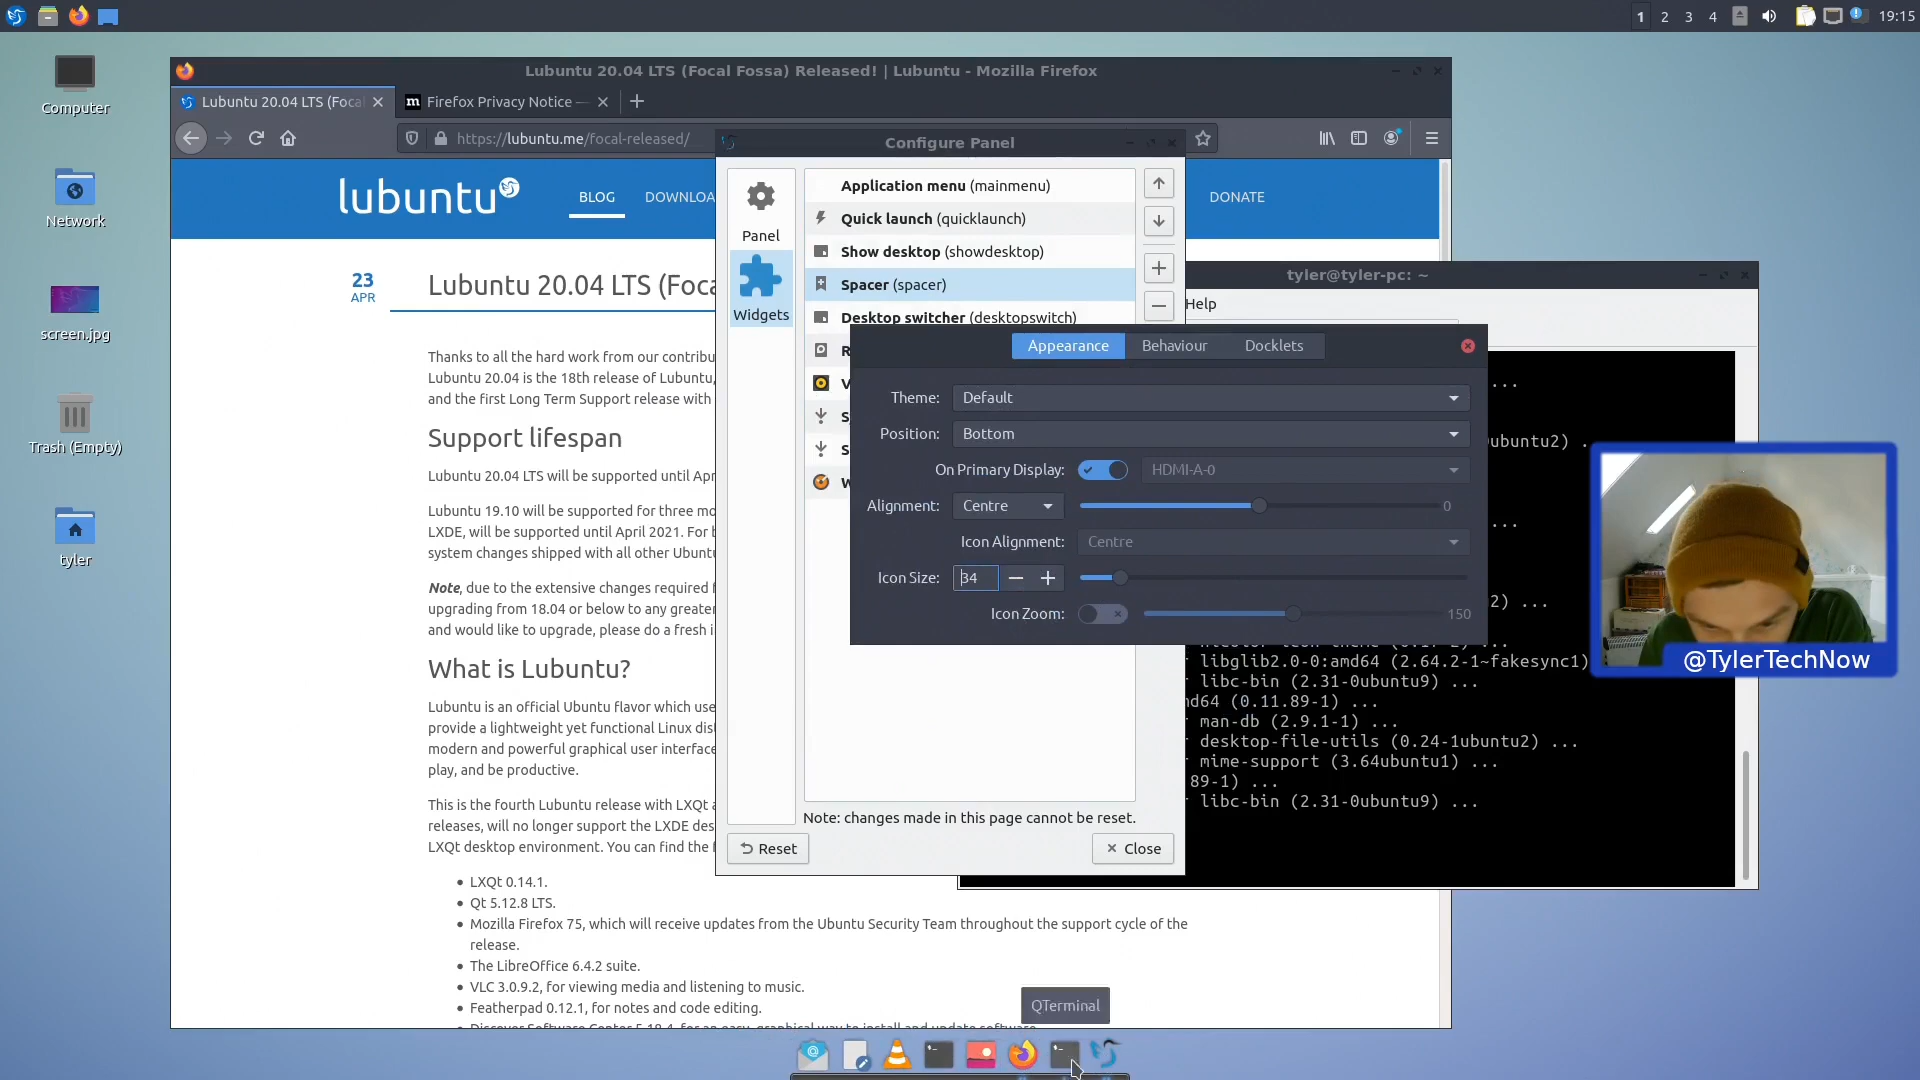 1 2 3 4 19:15
Computer
Network
screen.jpg
Trash (Empty)
tyler
Lubuntu 20.04 LTS (Focal Fossa) Released! | Lubuntu - Mozilla Firefox
Lubuntu 20.04 LTS (Foca
Firefox Privacy Notice —
https://lubuntu.me/focal-released/
lubuntu
BLOG
DOWNLOA
DONATE
23
APR
Lubuntu 20.04 LTS (Foca
Thanks to all the hard work from our contribu
Lubuntu 20.04 is the 18th release of Lubuntu,
and the first Long Term Support release with
Support lifespan
Lubuntu 20.04 LTS will be supported until Apr
Lubuntu 19.10 will be supported for three mo
LXDE, will be supported until April 2021. For b
system changes shipped with all other Ubuntu
Note, due to the extensive changes required f
upgrading from 18.04 or below to any greater
and would like to upgrade, please do a fresh i
What is Lubuntu?
Lubuntu is an official Ubuntu flavor which use
provide a lightweight yet functional Linux dist
modern and powerful graphical user interface
play, and be productive.
This is the fourth Lubuntu release with LXQt a
releases, will no longer support the LXDE des
LXQt desktop environment. You can find the f
LXQt 0.14.1.
Qt 5.12.8 LTS.
Mozilla Firefox 75, which will receive updates from the Ubuntu Security Team throughout the support cycle of the
release.
The LibreOffice 6.4.2 suite.
VLC 3.0.9.2, for viewing media and listening to music.
Featherpad 0.12.1, for notes and code editing.
Configure Panel
Panel
Widgets
Application menu (mainmenu)
Quick launch (quicklaunch)
Show desktop (showdesktop)
Spacer (spacer)
Desktop switcher (desktopswitch)
Note: changes made in this page cannot be reset.
Reset
Close
Appearance
Behaviour
Docklets
Theme: Default
Position: Bottom
On Primary Display: HDMI-A-0
Alignment: Centre 0
Icon Alignment: Centre
Icon Size: 34
Icon Zoom: 150
tyler@tyler-pc: ~
Help
...
ubuntu2) .
...
2) ...
libglib2.0-0:amd64 (2.64.2-1~fakesync1)
libc-bin (2.31-0ubuntu9) ...
d64 (0.11.89-1) ...
man-db (2.9.1-1) ...
desktop-file-utils (0.24-1ubuntu2) ...
mime-support (3.64ubuntu1) ...
89-1) ...
libc-bin (2.31-0ubuntu9) ...
@TylerTechNow
QTerminal